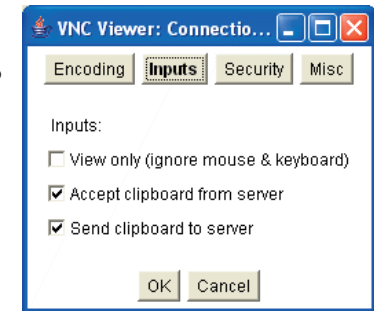 VNC Viewer: Connectio...
Encoding Inputs Security Misc
Inputs:
View only (ignore mouse & keyboard)
Accept clipboard from server
Send clipboard to server
OK Cancel